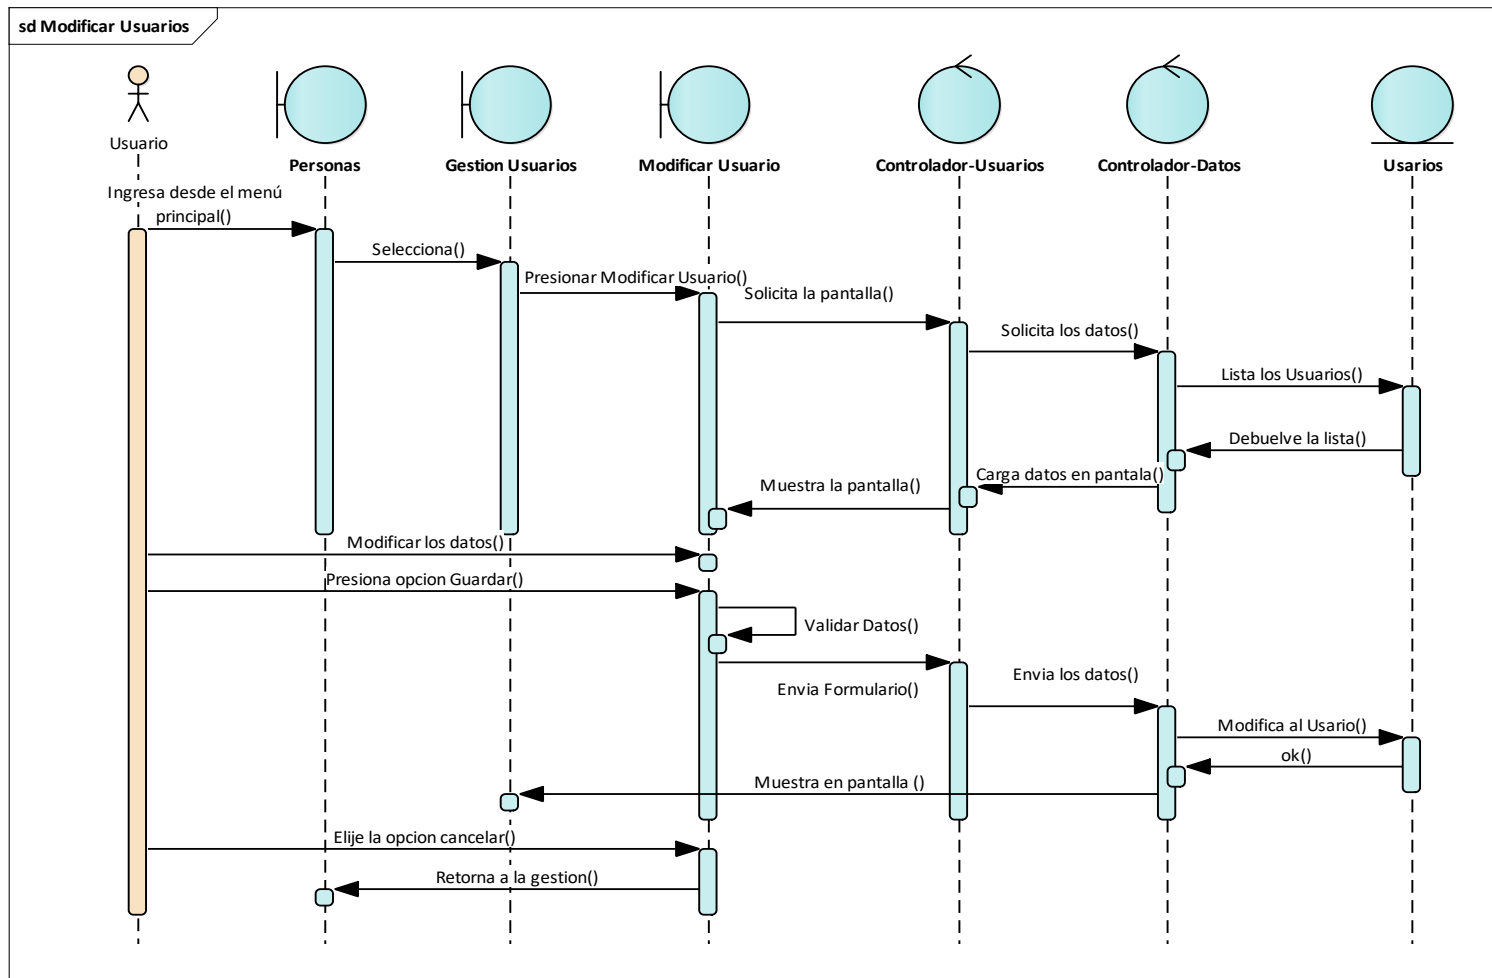 sd Modificar Usuarios
Usuario
Personas
Gestion Usuarios
Modificar Usuario
Controlador-Usuarios
Controlador-Datos
Usarios
Ingresa desde el menú
principal()
Selecciona()
Presionar Modificar Usuario()
Solicita la pantalla()
Solicita los datos()
Lista los Usuarios()
Debuelve la lista()
Carga datos en pantala()
Muestra la pantalla()
Modificar los datos()
Presiona opcion Guardar()
Validar Datos()
Envia Formulario()
Envia los datos()
Modifica al Usario()
ok()
Muestra en pantalla ()
Elije la opcion cancelar()
Retorna a la gestion()